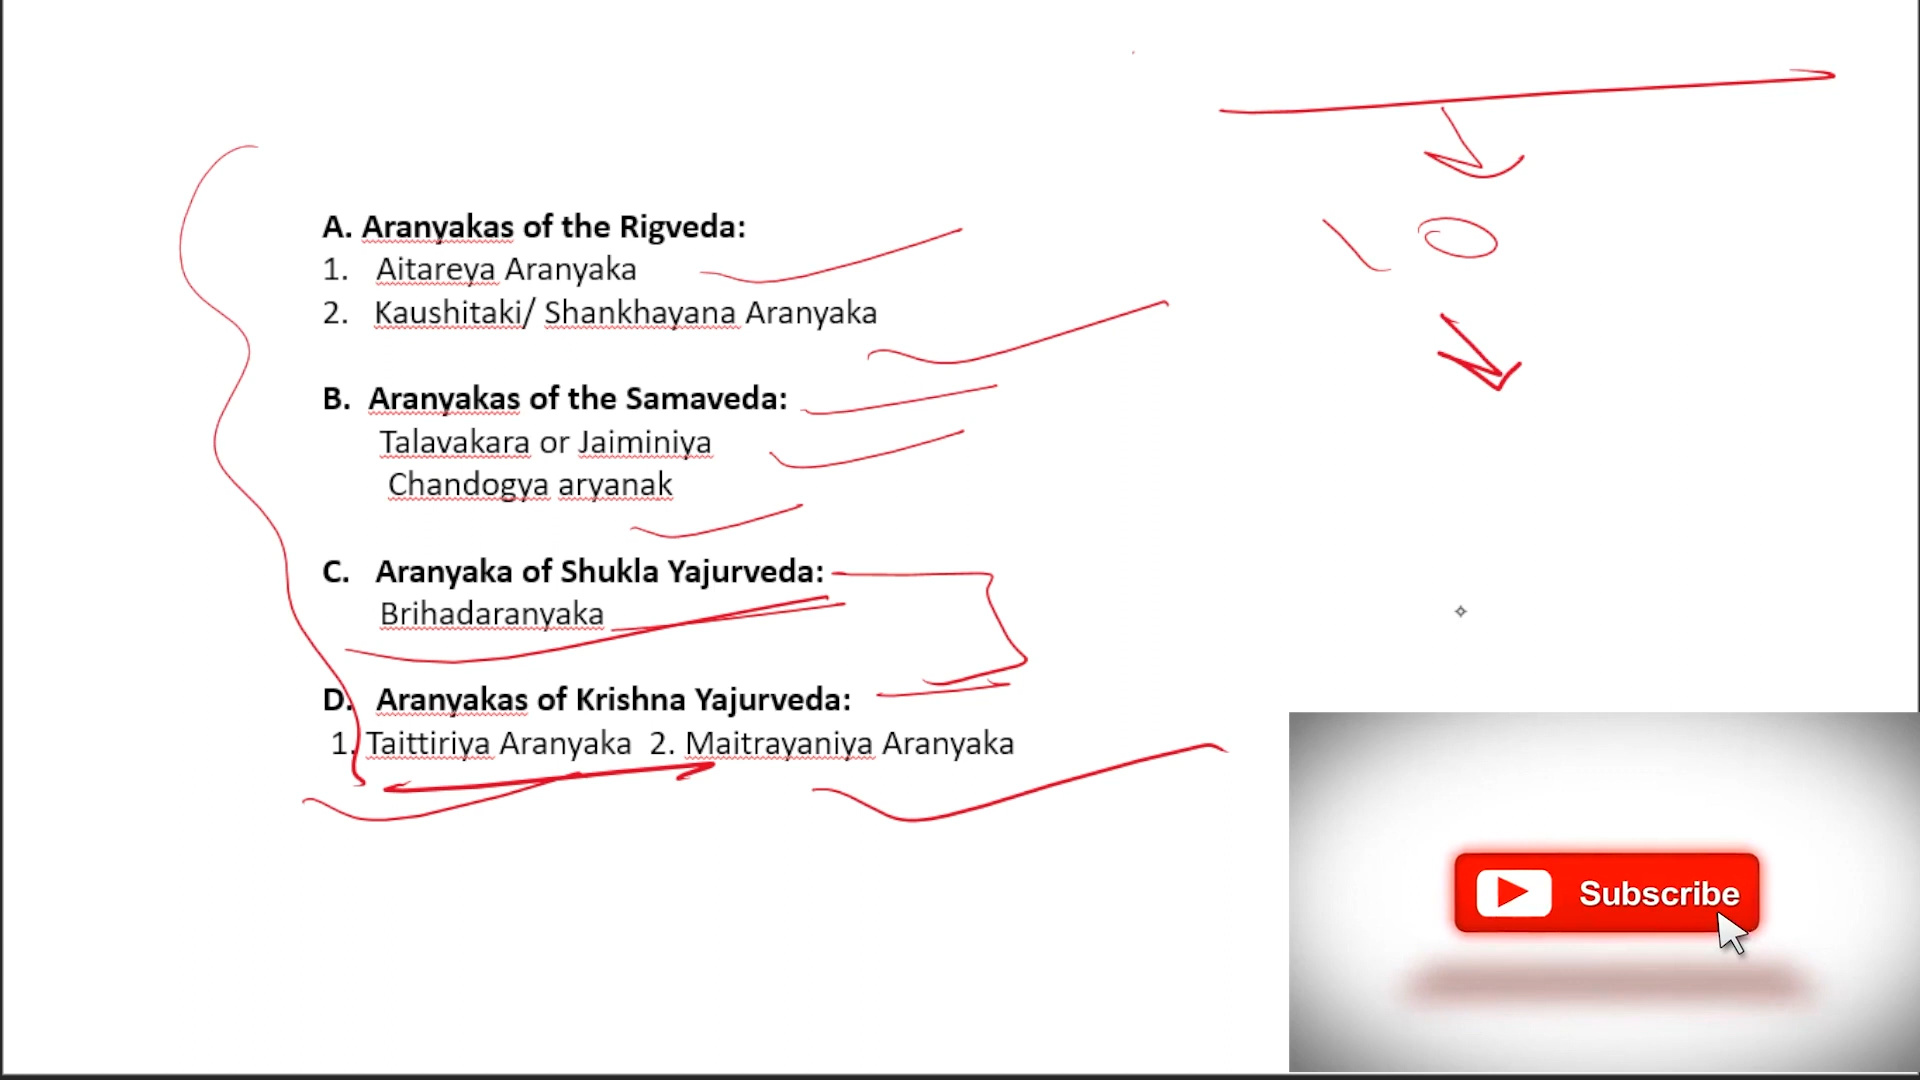 A. Aranyakas of the Rigveda:
1. Aitareya Aranyaka
2. Kaushitaki/ Shankhayana Aranyaka
B. Aranyakas of the Samaveda:
Talavakara or Jaiminiya
Chandogya aryanak
C. Aranyaka of Shukla Yajurveda:
Brihadaranyaka
D. Aranyakas of Krishna Yajurveda:
1. Taittiriya Aranyaka 2. Maitrayaniya Aranyaka
Subscribe